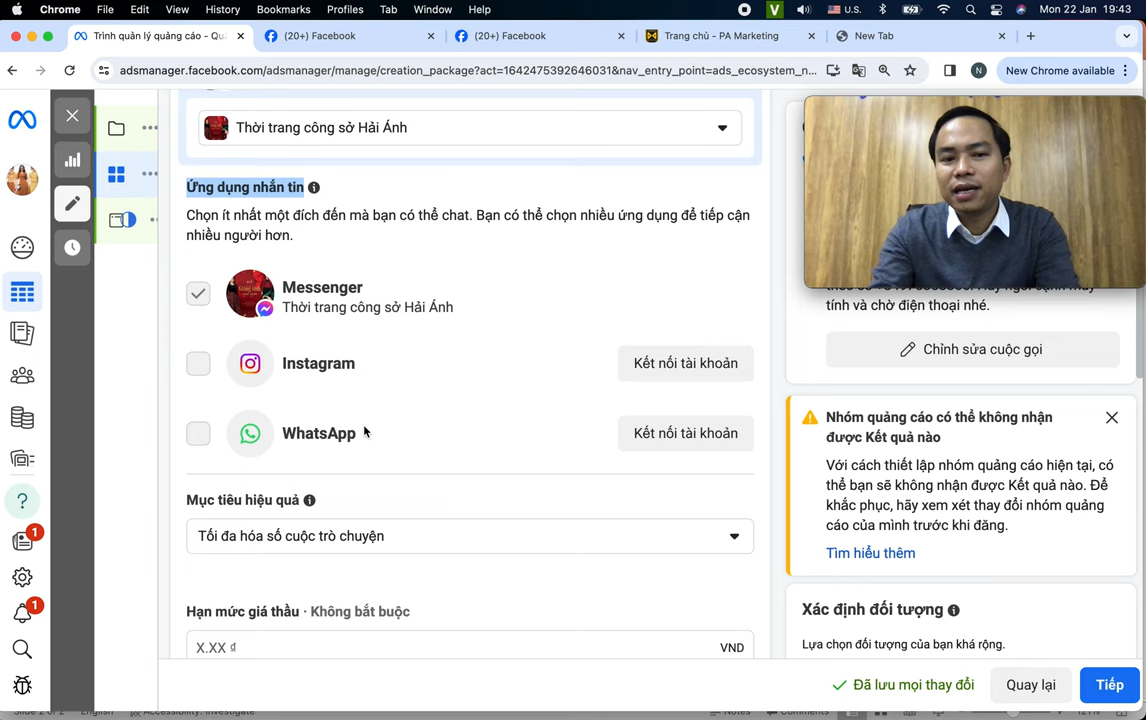 Chrome File Edit View History Bookmarks Profiles Tab Window Help
V U.S. Mon 22 Jan 19:43
Trình quản lý quảng cáo - Qu
(20+) Facebook
(20+) Facebook
Trang chủ - PA Marketing
New Tab
adsmanager.facebook.com/adsmanager/manage/creation_package?act=1642475392646031&nav_entry_point=ads_ecosystem_n...
N
New Chrome available
Thời trang công sở Hải Ánh
Ứng dụng nhắn tin
Chọn ít nhất một đích đến mà bạn có thể chat. Bạn có thể chọn nhiều ứng dụng để tiếp cận
nhiều người hơn.
Messenger
Thời trang công sở Hải Ánh
Instagram
Kết nối tài khoản
WhatsApp
Kết nối tài khoản
Mục tiêu hiệu quả
Tối đa hóa số cuộc trò chuyện
Hạn mức giá thầu · Không bắt buộc
X.XX ₫
VND
tính và chờ điện thoại nhé.
Chỉnh sửa cuộc gọi
Nhóm quảng cáo có thể không nhận
được Kết quả nào
Với cách thiết lập nhóm quảng cáo hiện tại, có
thể bạn sẽ không nhận được Kết quả nào. Để
khắc phục, hãy xem xét thay đổi nhóm quảng
cáo của mình trước khi đăng.
Tìm hiểu thêm
Xác định đối tượng
Lựa chọn đối tượng của bạn khá rộng.
Đã lưu mọi thay đổi
Quay lại
Tiếp
1
1